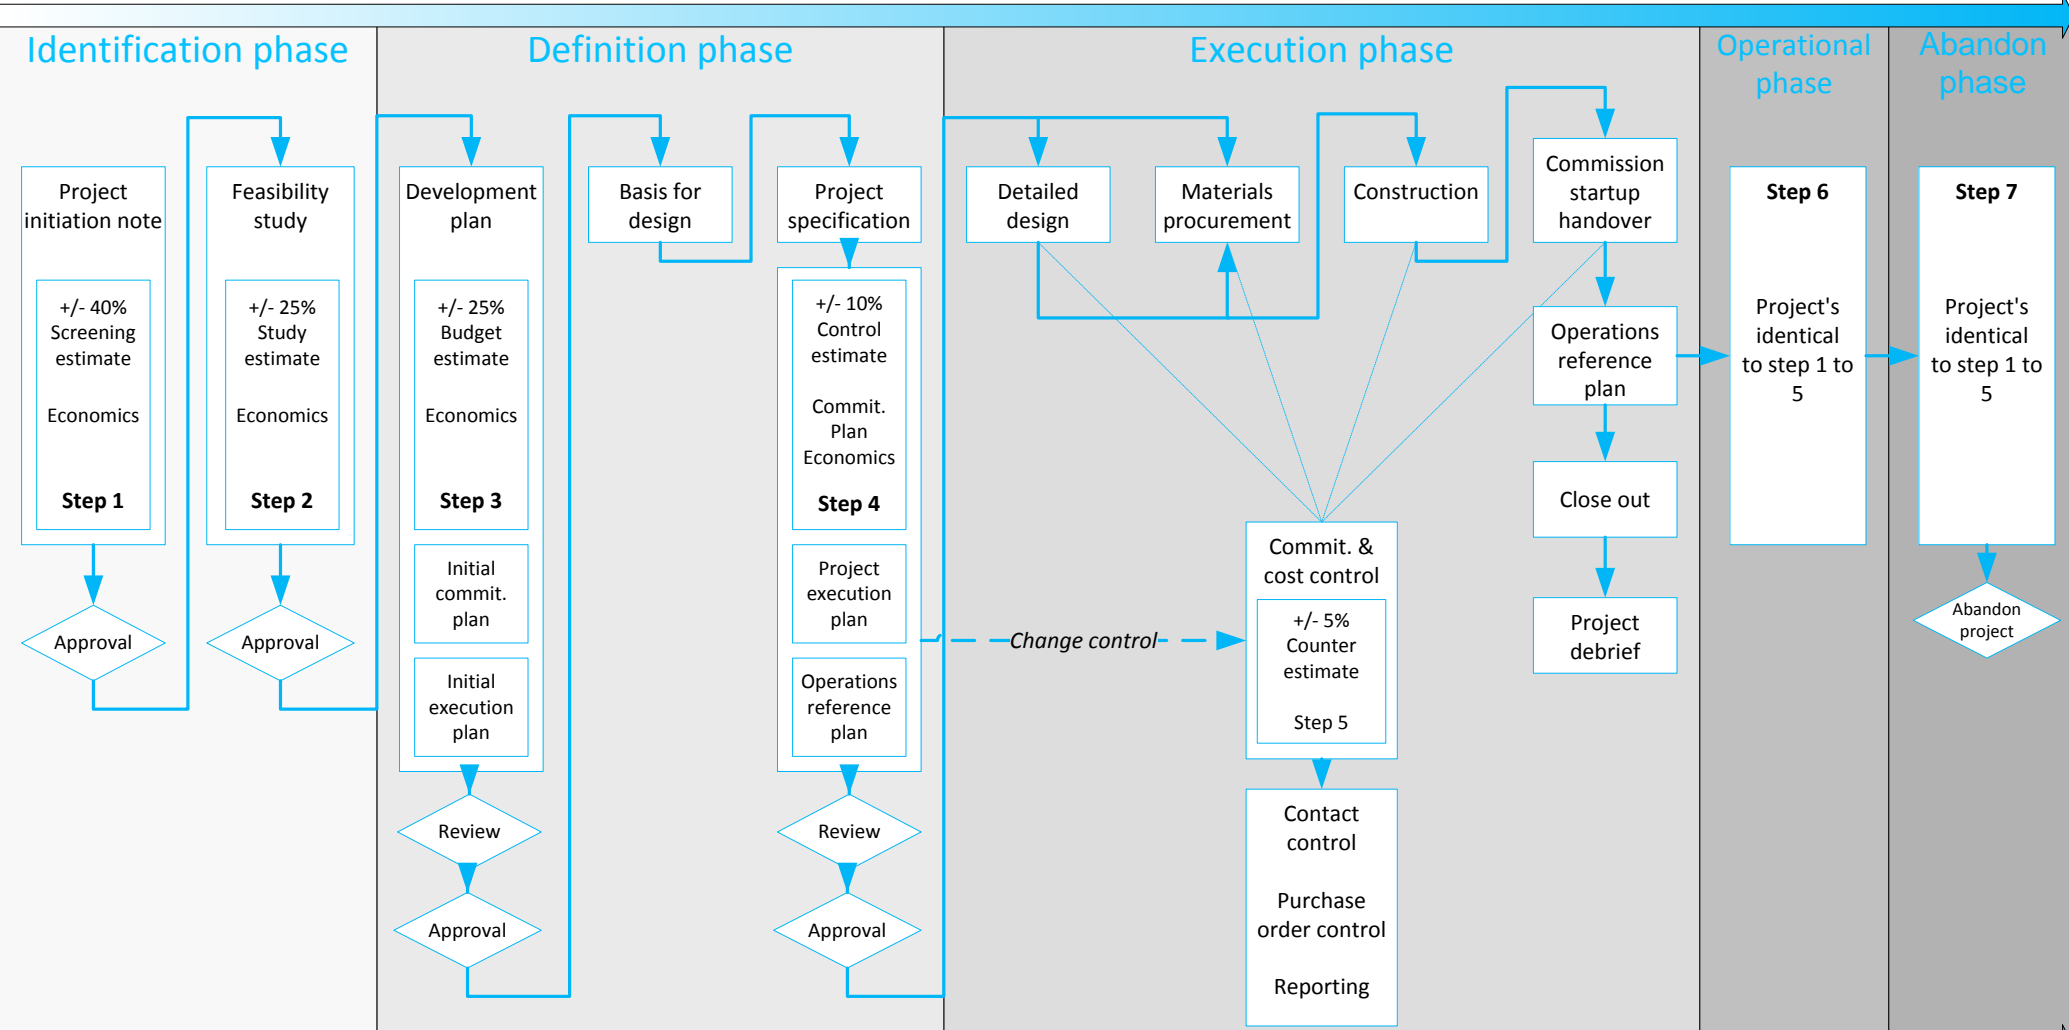 Identification phase
Definition phase
Execution phase
Operational
phase
Abandon
phase
Project
initiation note
+/- 40%
Screening
estimate
Economics
Step 1
Approval
Feasibility
study
+/- 25%
Study
estimate
Economics
Step 2
Approval
Development
plan
+/- 25%
Budget
estimate
Economics
Step 3
Initial
commit.
plan
Initial
execution
plan
Review
Approval
Basis for
design
Project
specification
+/- 10%
Control
estimate
Commit.
Plan
Economics
Step 4
Project
execution
plan
Operations
reference
plan
Review
Approval
Change control
Detailed
design
Materials
procurement
Construction
Commit. &
cost control
+/- 5%
Counter
estimate
Step 5
Contact
control
Purchase
order control
Reporting
Commission
startup
handover
Operations
reference
plan
Close out
Project
debrief
Step 6
Project's
identical
to step 1 to
5
Step 7
Project's
identical
to step 1 to
5
Abandon
project